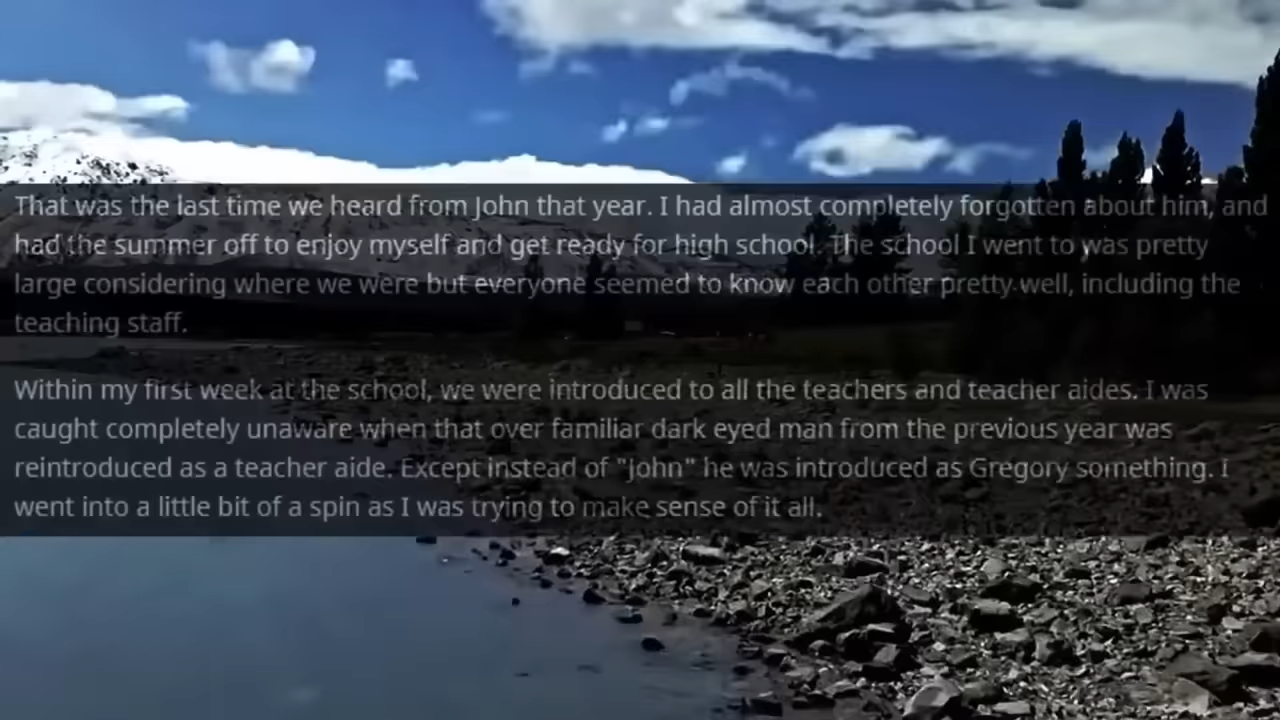 That was the last time we heard from John that year. I had almost completely forgotten about him, and
had the summer off to enjoy myself and get ready for high school. The school I went to was pretty
large considering where we were but everyone seemed to know each other pretty well, including the
teaching staff.
Within my first week at the school, we were introduced to all the teachers and teacher aides. I was
caught completely unaware when that over familiar dark eyed man from the previous year was
reintroduced as a teacher aide. Except instead of "John" he was introduced as Gregory something. I
went into a little bit of a spin as I was trying to make sense of it all.